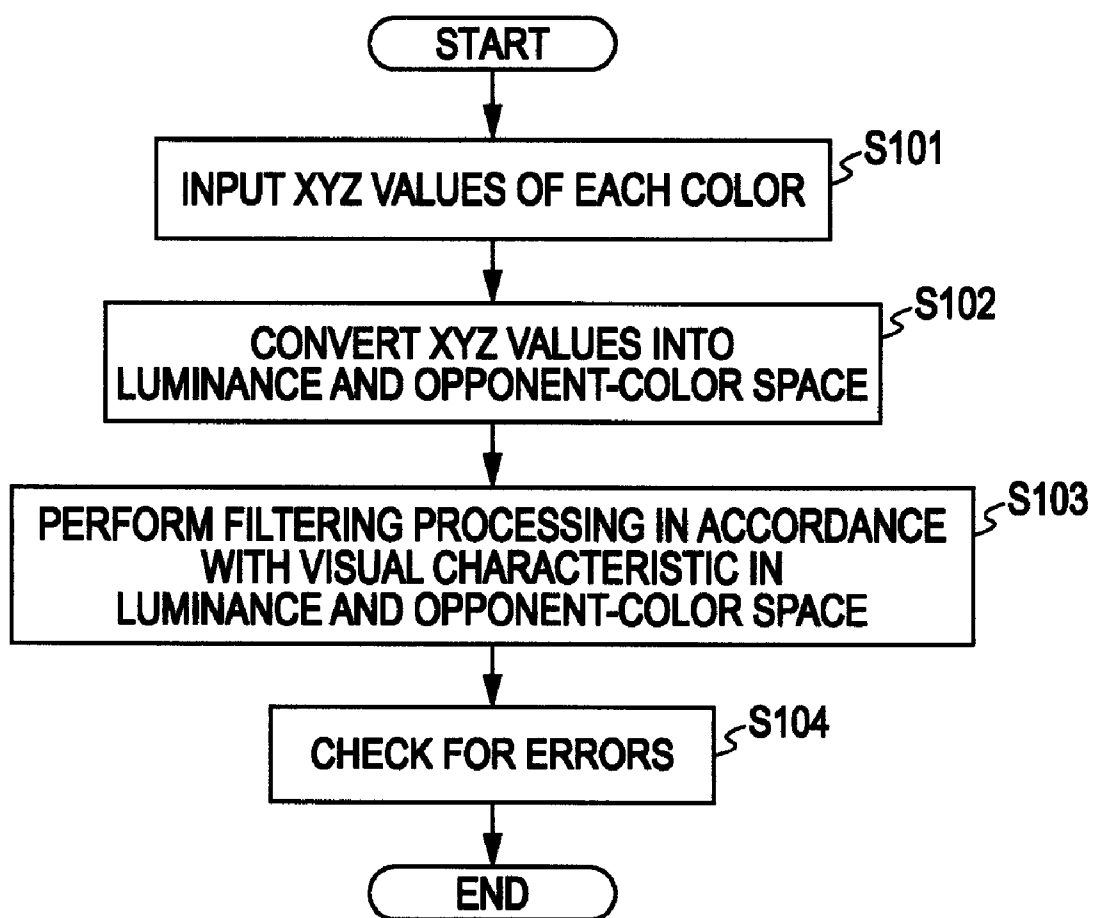 START
INPUT XYZ VALUES OF EACH COLOR
S101
CONVERT XYZ VALUES INTO
LUMINANCE AND OPPONENT-COLOR SPACE
S102
PERFORM FILTERING PROCESSING IN ACCORDANCE
WITH VISUAL CHARACTERISTIC IN
LUMINANCE AND OPPONENT-COLOR SPACE
S103
CHECK FOR ERRORS
S104
END